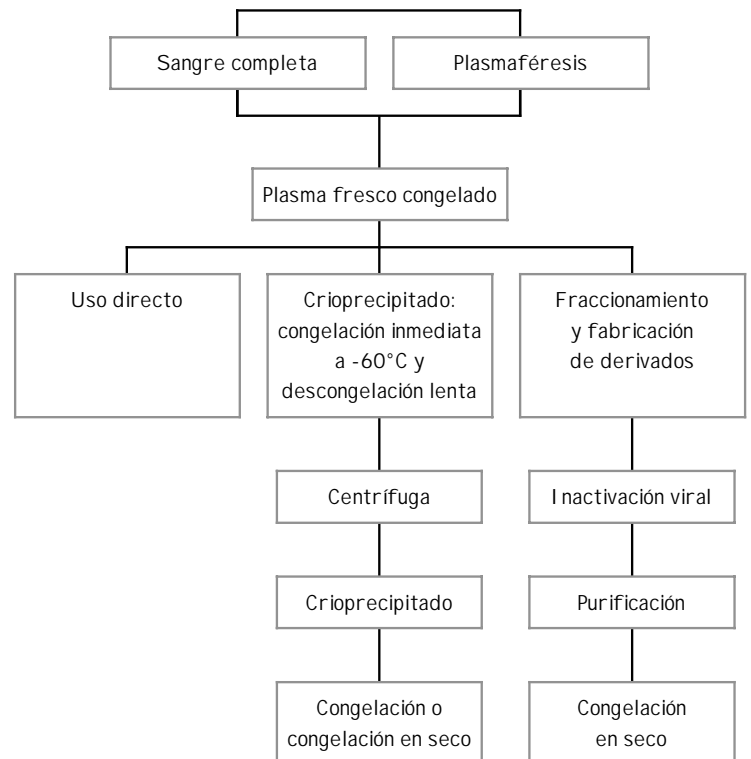 Sangre completa
Plasmaféresis
Plasma fresco congelado
Uso directo
Crioprecipitado:
congelación inmediata
a -60°C y
descongelación lenta
Fraccionamiento
y fabricación
de derivados
Centrífuga
Inactivación viral
Crioprecipitado
Purificación
Congelación o
congelación en seco
Congelación
en seco